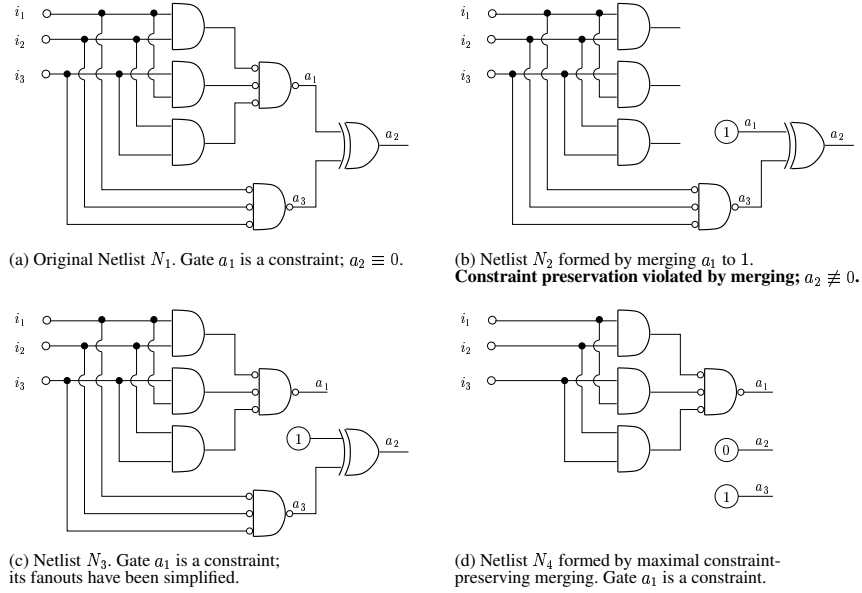 i₁
i₂
i₃
a₁
a₂
a₃
(a) Original Netlist N₁. Gate a₁ is a constraint; a₂ ≡ 0.
i₁
i₂
i₃
1
a₁
a₂
a₃
(b) Netlist N₂ formed by merging a₁ to 1.
Constraint preservation violated by merging; a₂ ≢ 0.
i₁
i₂
i₃
a₁
1
a₂
a₃
(c) Netlist N₃. Gate a₁ is a constraint;
its fanouts have been simplified.
i₁
i₂
i₃
a₁
0
a₂
1
a₃
(d) Netlist N₄ formed by maximal constraint-
preserving merging. Gate a₁ is a constraint.